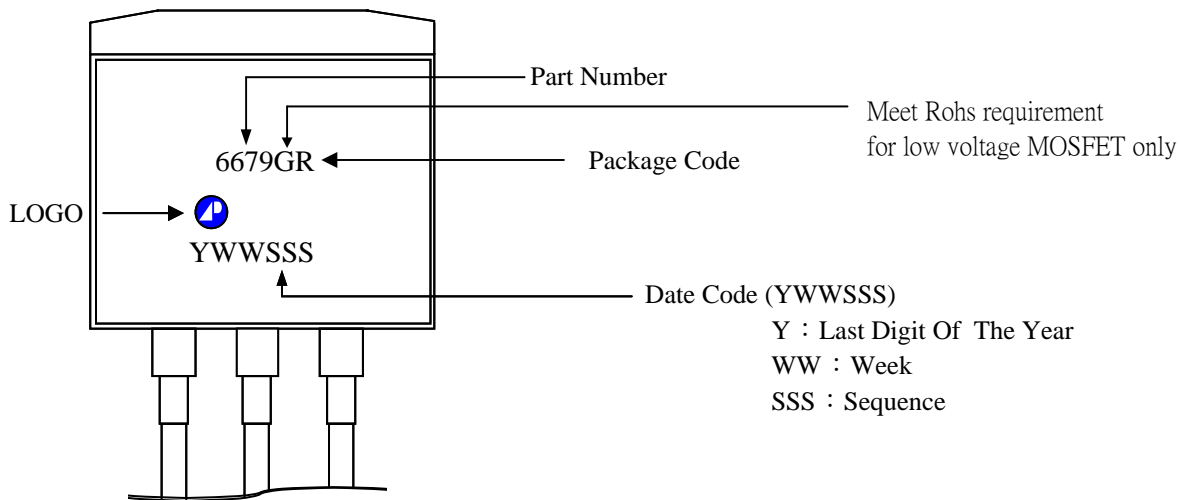 Part Number
Meet Rohs requirement
for low voltage MOSFET only
6679GR
Package Code
LOGO
AP
YWWSSS
Date Code (YWWSSS)
Y：Last Digit Of The Year
WW：Week
SSS：Sequence